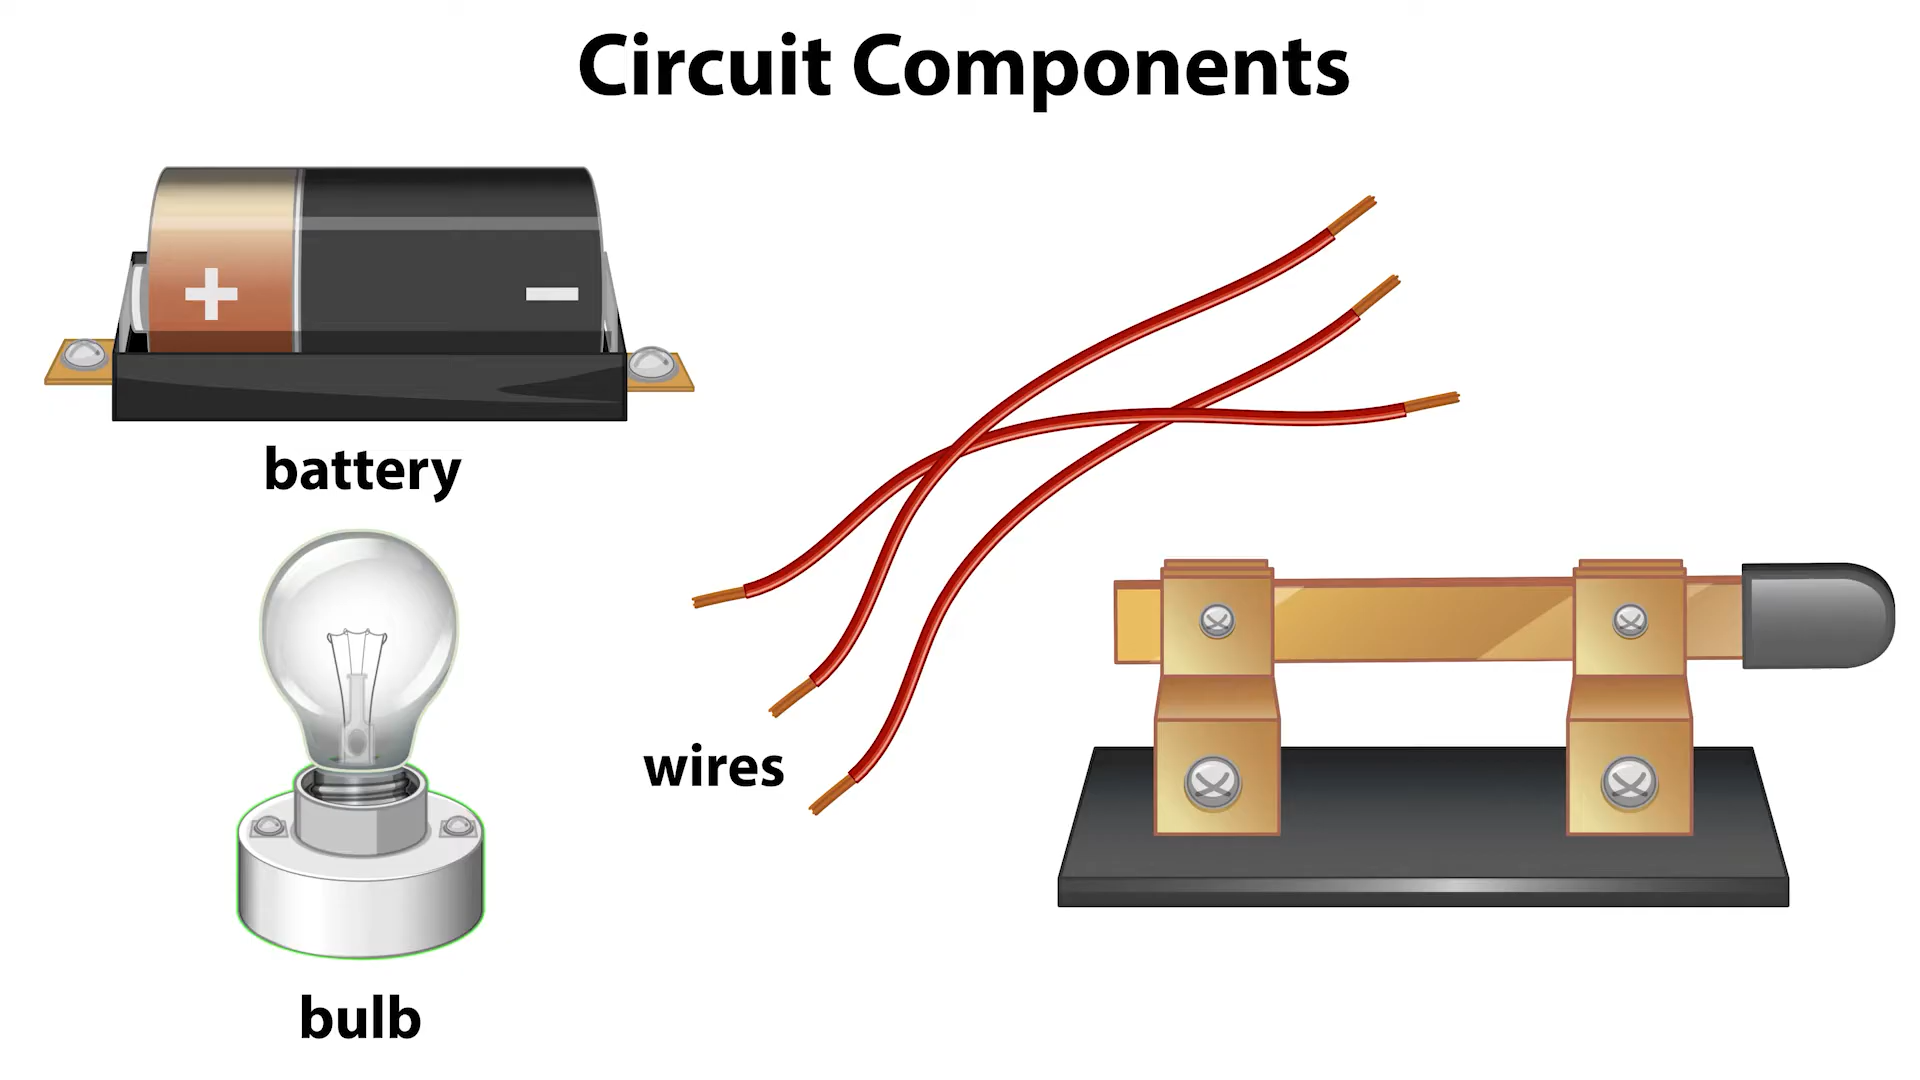 Circuit Components
+ −
battery
wires
bulb